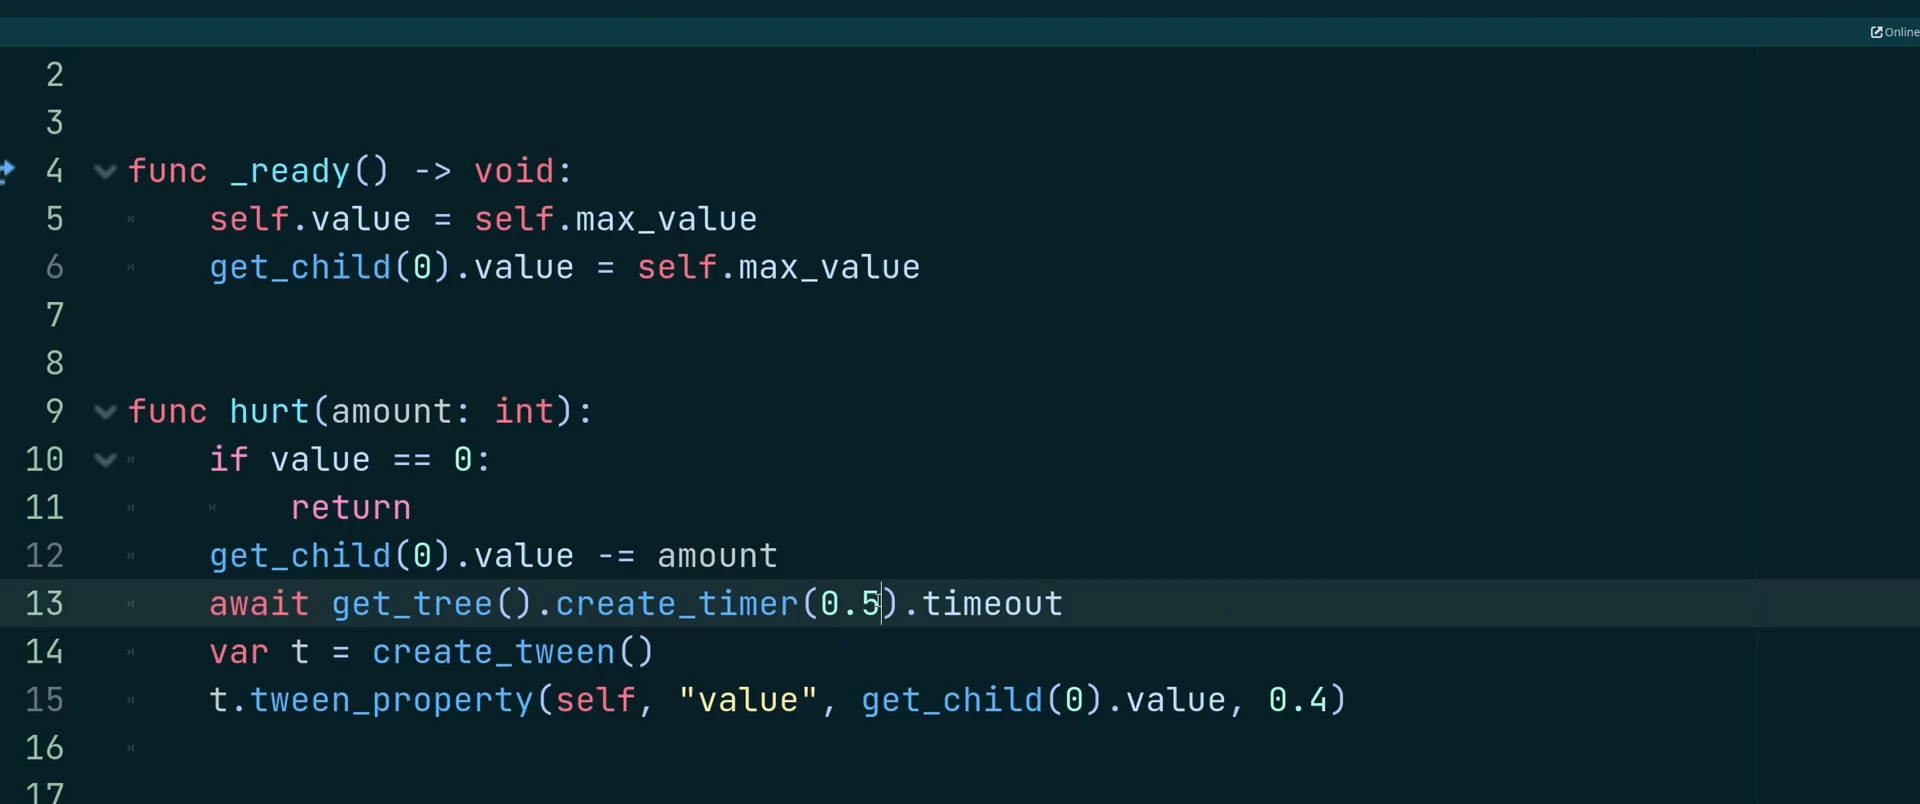 Online
2
3
4 func _ready() -> void:
5 self.value = self.max_value
6 get_child(0).value = self.max_value
7
8
9 func hurt(amount: int):
10 if value == 0:
11 return
12 get_child(0).value -= amount
13 await get_tree().create_timer(0.5).timeout
14 var t = create_tween()
15 t.tween_property(self, "value", get_child(0).value, 0.4)
16
17